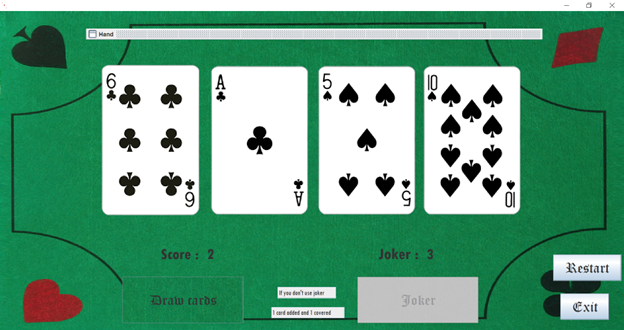 Hand
6
A
5
10
6
A
5
10
Score : 2
Joker : 3
Restart
Draw cards
If you don't use joker
Joker
1 card added and 1 covered
Exit